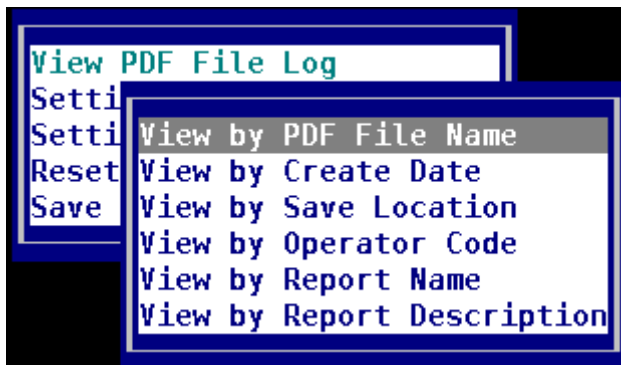 View PDF File Log
Setti
Setti
Reset
Save
View by PDF File Name
View by Create Date
View by Save Location
View by Operator Code
View by Report Name
View by Report Description